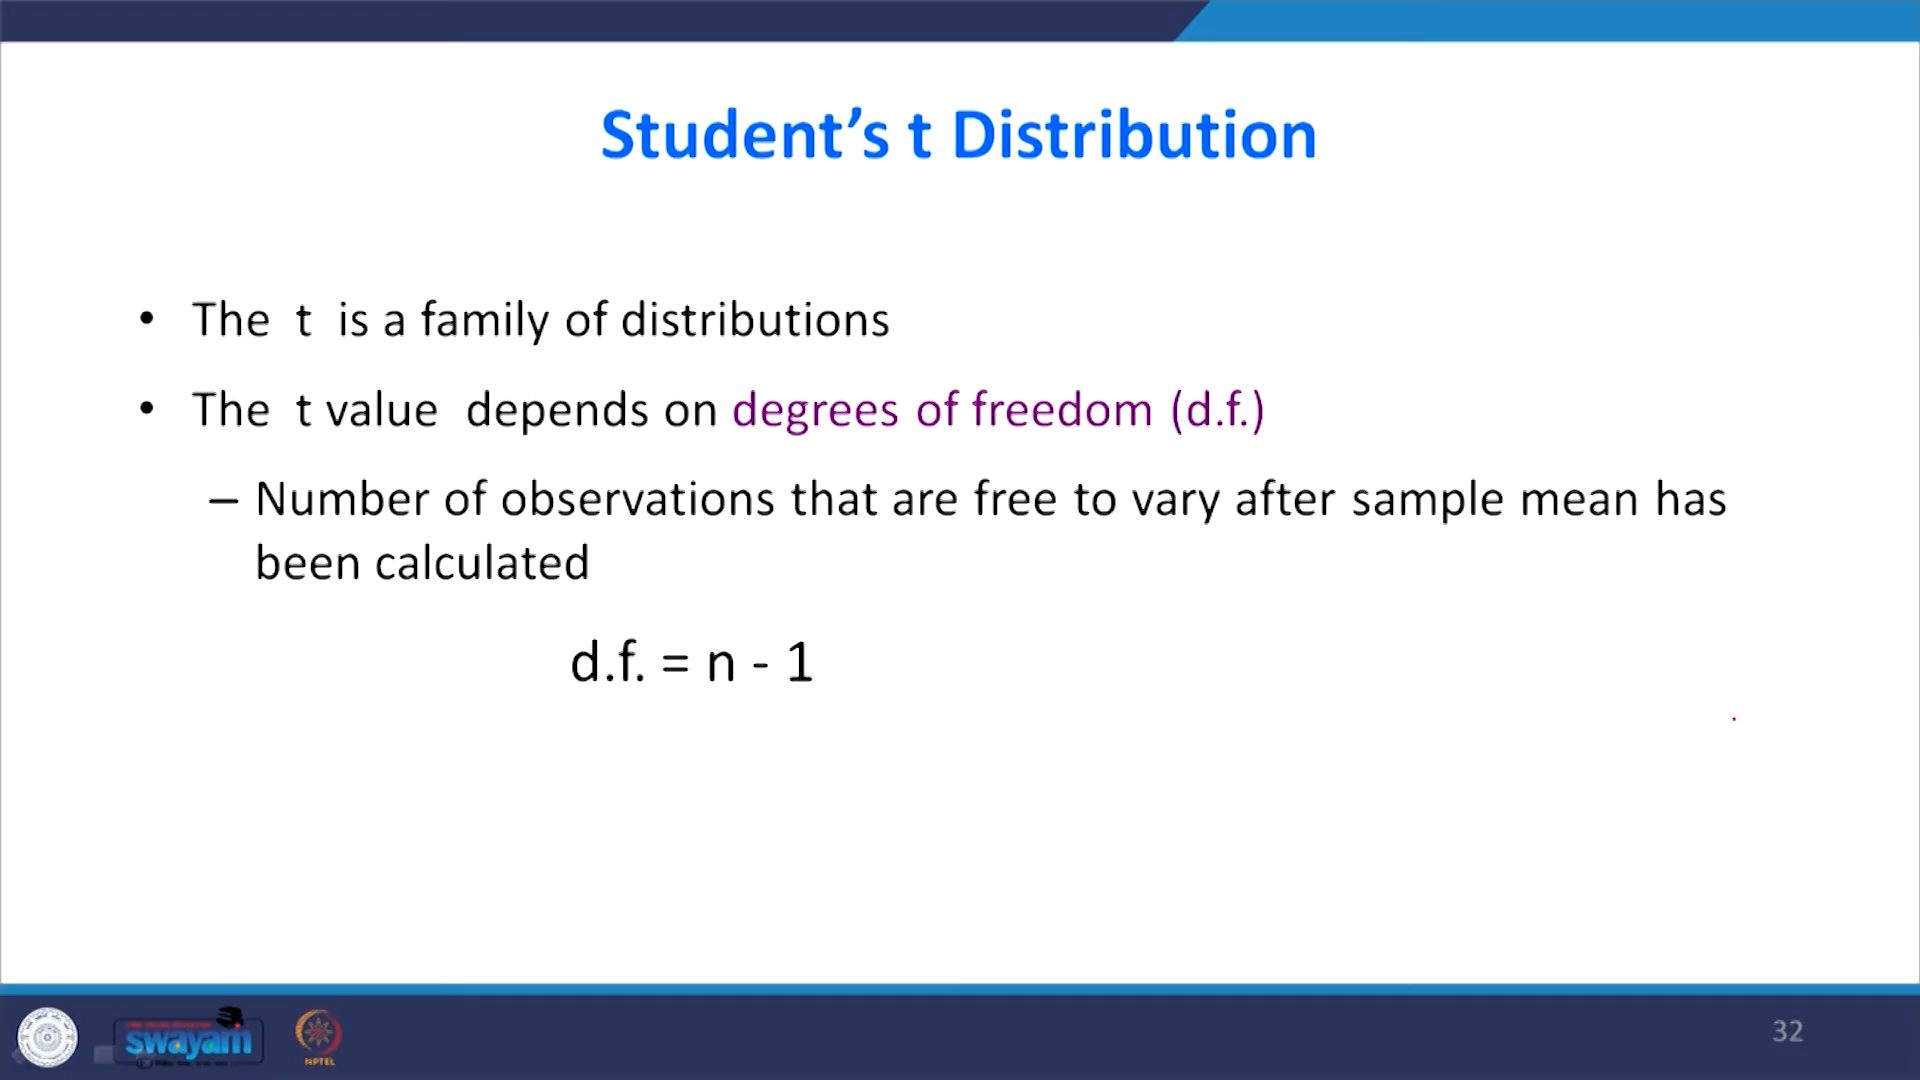 Student’s t Distribution
• The t is a family of distributions
• The t value depends on degrees of freedom (d.f.)
– Number of observations that are free to vary after sample mean has
been calculated
d.f. = n - 1
swayam
NPTEL
32